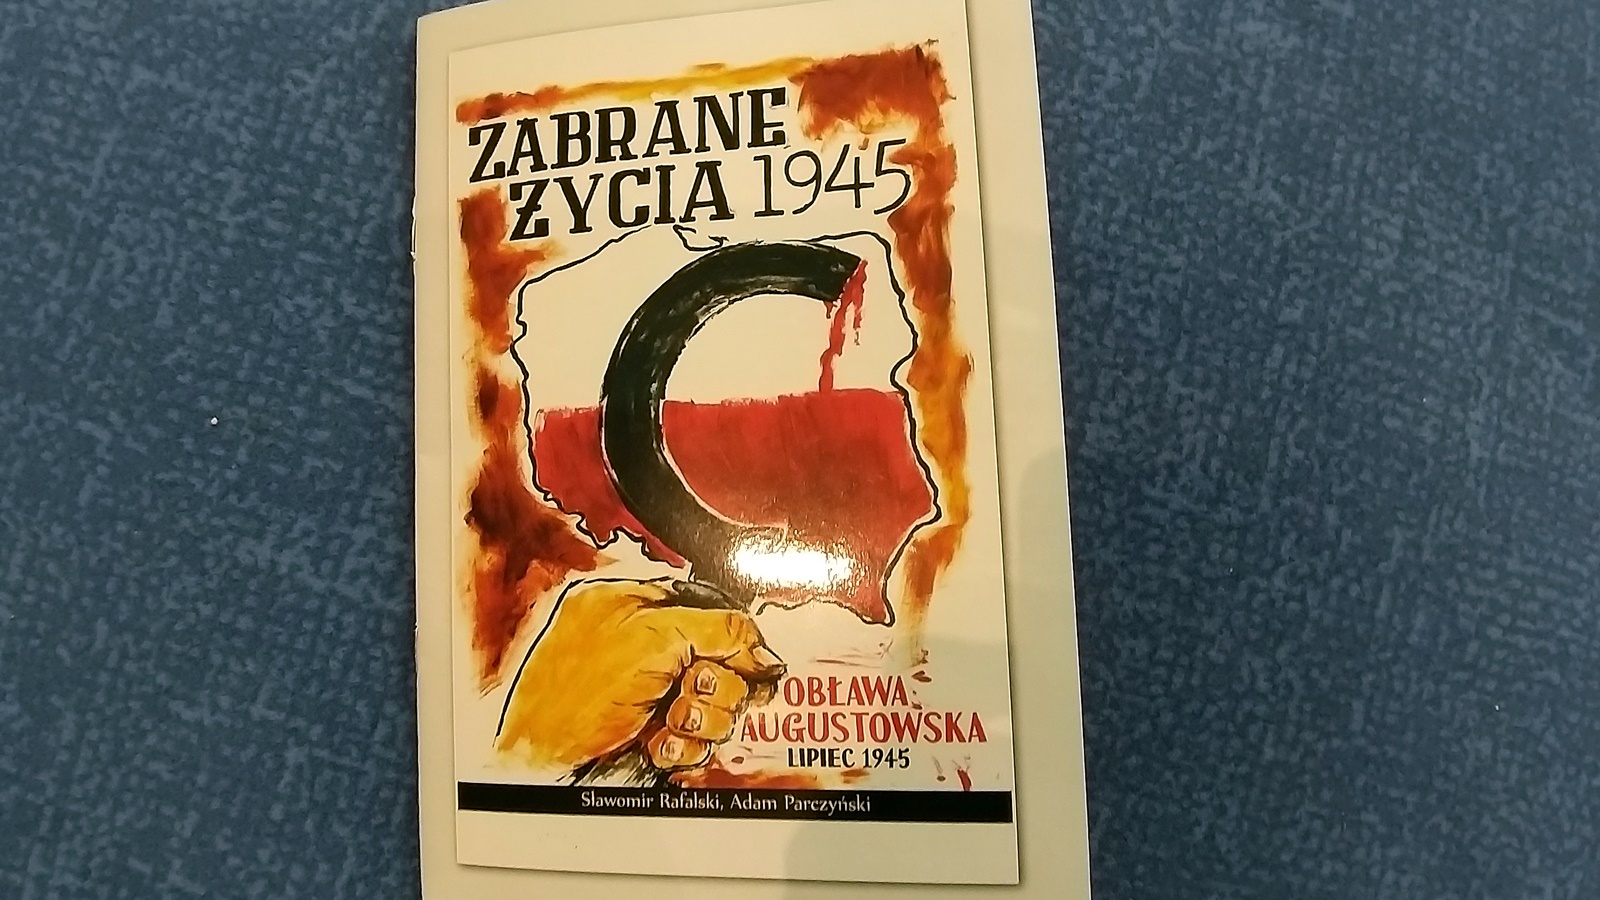 ZABRANE
ŻYCIA 1945
OBŁAWA
AUGUSTOWSKA
LIPIEC 1945
Sławomir Rafalski, Adam Parczyński